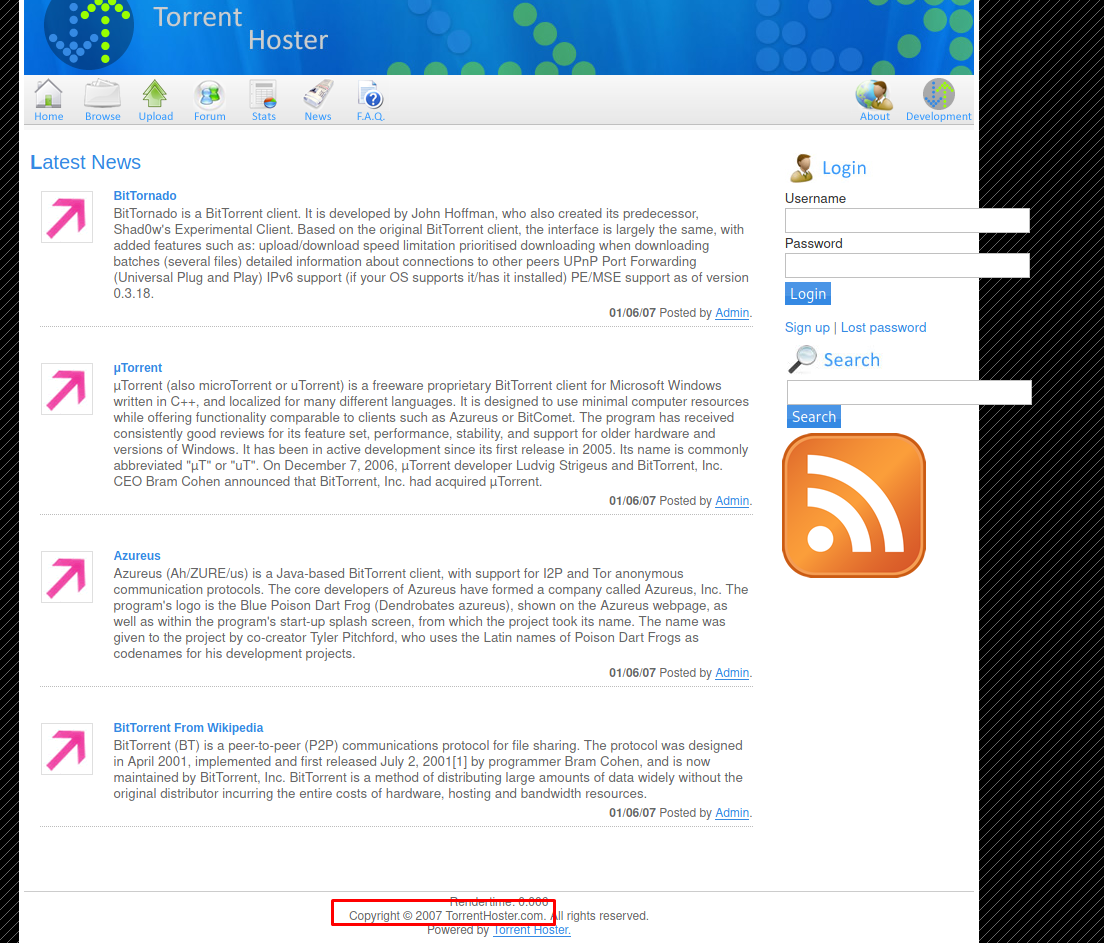 Torrent
Hoster
Home Browse Upload Forum Stats News F.A.Q. About Development
Latest News
BitTornado
BitTornado is a BitTorrent client. It is developed by John Hoffman, who also created its predecessor,
Shad0w's Experimental Client. Based on the original BitTorrent client, the interface is largely the same, with
added features such as: upload/download speed limitation prioritised downloading when downloading
batches (several files) detailed information about connections to other peers UPnP Port Forwarding
(Universal Plug and Play) IPv6 support (if your OS supports it/has it installed) PE/MSE support as of version
0.3.18.
01/06/07 Posted by Admin.
µTorrent
µTorrent (also microTorrent or uTorrent) is a freeware proprietary BitTorrent client for Microsoft Windows
written in C++, and localized for many different languages. It is designed to use minimal computer resources
while offering functionality comparable to clients such as Azureus or BitComet. The program has received
consistently good reviews for its feature set, performance, stability, and support for older hardware and
versions of Windows. It has been in active development since its first release in 2005. Its name is commonly
abbreviated "µT" or "uT". On December 7, 2006, µTorrent developer Ludvig Strigeus and BitTorrent, Inc.
CEO Bram Cohen announced that BitTorrent, Inc. had acquired µTorrent.
01/06/07 Posted by Admin.
Azureus
Azureus (Ah/ZURE/us) is a Java-based BitTorrent client, with support for I2P and Tor anonymous
communication protocols. The core developers of Azureus have formed a company called Azureus, Inc. The
program's logo is the Blue Poison Dart Frog (Dendrobates azureus), shown on the Azureus webpage, as
well as within the program's start-up splash screen, from which the project took its name. The name was
given to the project by co-creator Tyler Pitchford, who uses the Latin names of Poison Dart Frogs as
codenames for his development projects.
01/06/07 Posted by Admin.
BitTorrent From Wikipedia
BitTorrent (BT) is a peer-to-peer (P2P) communications protocol for file sharing. The protocol was designed
in April 2001, implemented and first released July 2, 2001[1] by programmer Bram Cohen, and is now
maintained by BitTorrent, Inc. BitTorrent is a method of distributing large amounts of data widely without the
original distributor incurring the entire costs of hardware, hosting and bandwidth resources.
01/06/07 Posted by Admin.
Login
Username
Password
Login
Sign up | Lost password
Search
Search
Rendertime: 0.000
Copyright © 2007 TorrentHoster.com. All rights reserved.
Powered by Torrent Hoster.